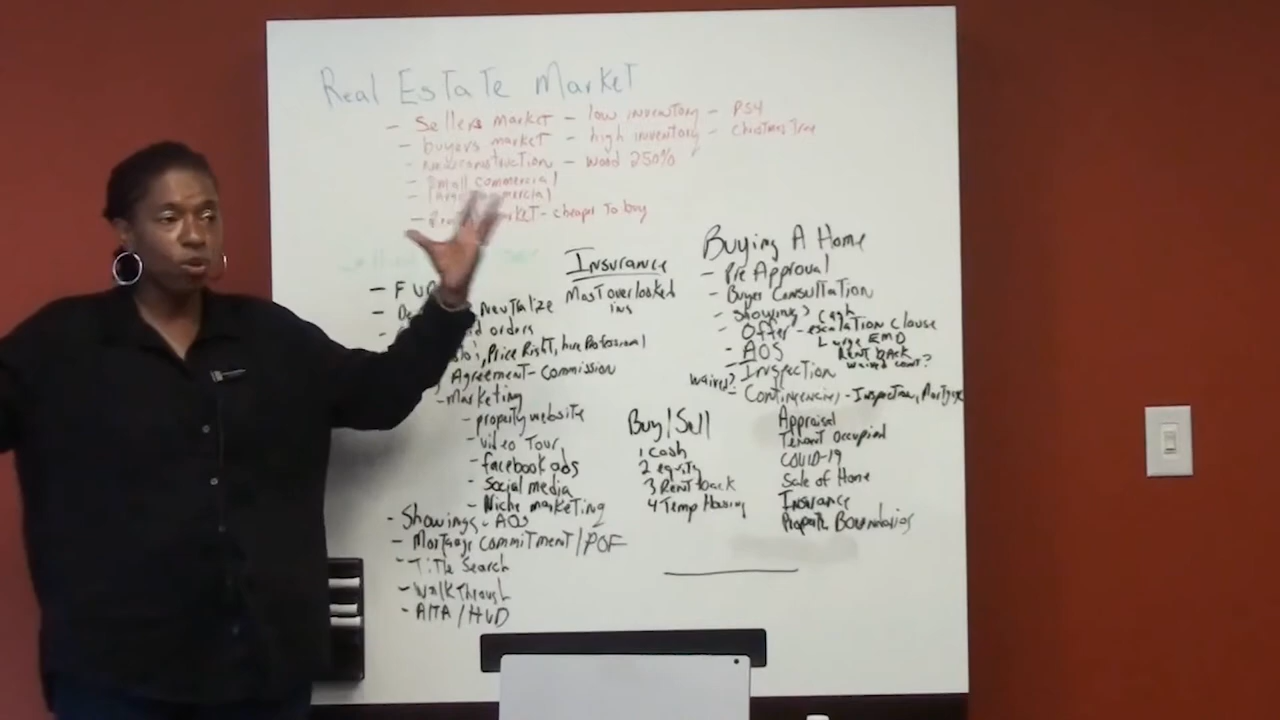 Real Estate Market
- Sellers market - low inventory - PS4
- buyers market - high inventory - Christmas Tree
- New construction - wood 250%
- Small commercial
- Large commercial
- market - cheaper to buy
Insurance
Most overlooked
ins
- Neutralize
orders
Price Right, hire Professional
Agreement - Commission
- Marketing
- property website
- video Tour
- facebook ads
- Social media
- Niche marketing
- Showings - AOS
- Mortgage Commitment / POF
- Title Search
- Walk Through
- ALTA / HUD
Buying A Home
- Pre Approval
- Buyer Consultation
- Showings
- Offer - escalation clause
Cash
Large EMD
- AOS
Rent back
waived cont?
- Inspection
waived?
- Contingencies - Inspection, Mortgage
Appraisal
Tenant Occupied
COVID-19
Sale of Home
Insurance
Property Boundaries
Buy/Sell
1 Cash
2 equity
3 Rent back
4 Temp Housing